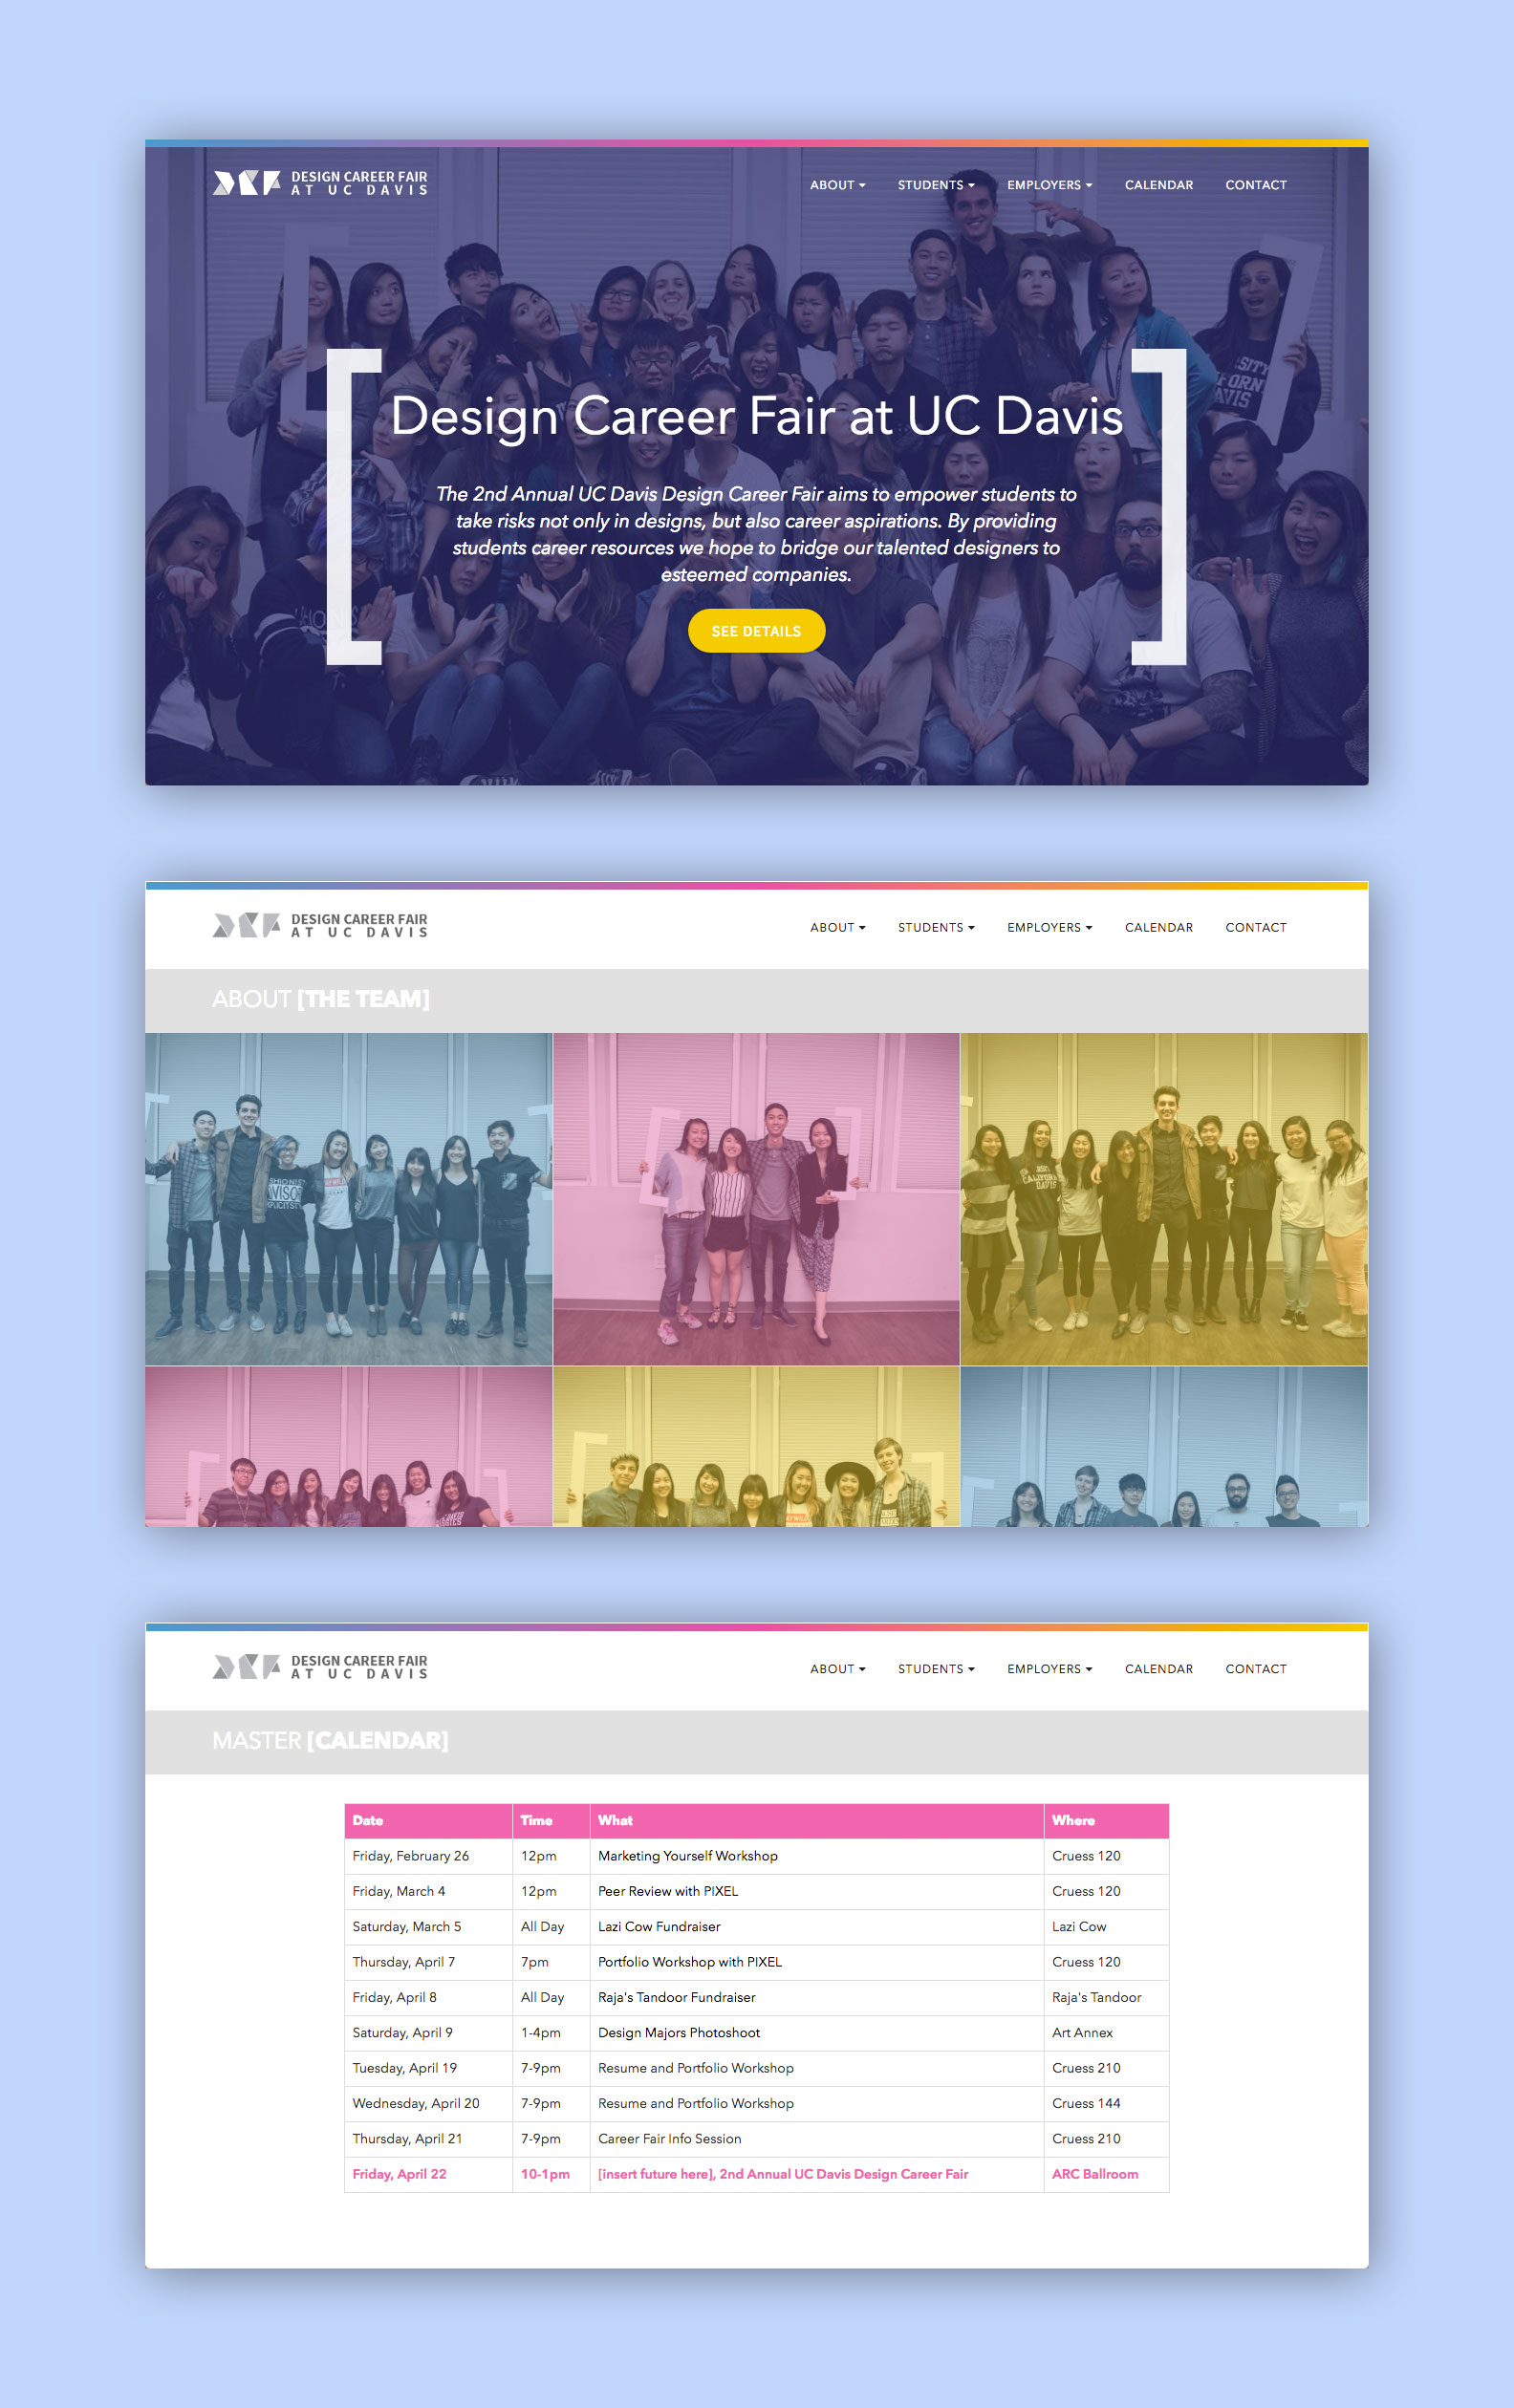 DESIGN CAREER FAIR
AT UC DAVIS
ABOUT STUDENTS EMPLOYERS CALENDAR CONTACT
Design Career Fair at UC Davis
The 2nd Annual UC Davis Design Career Fair aims to empower students to
take risks not only in designs, but also career aspirations. By providing
students career resources we hope to bridge our talented designers to
esteemed companies.
SEE DETAILS
DESIGN CAREER FAIR
AT UC DAVIS
ABOUT STUDENTS EMPLOYERS CALENDAR CONTACT
ABOUT [THE TEAM]
DESIGN CAREER FAIR
AT UC DAVIS
ABOUT STUDENTS EMPLOYERS CALENDAR CONTACT
MASTER [CALENDAR]
Date Time What Where
Friday, February 26 12pm Marketing Yourself Workshop Cruess 120
Friday, March 4 12pm Peer Review with PIXEL Cruess 120
Saturday, March 5 All Day Lazi Cow Fundraiser Lazi Cow
Thursday, April 7 7pm Portfolio Workshop with PIXEL Cruess 120
Friday, April 8 All Day Raja's Tandoor Fundraiser Raja's Tandoor
Saturday, April 9 1-4pm Design Majors Photoshoot Art Annex
Tuesday, April 19 7-9pm Resume and Portfolio Workshop Cruess 210
Wednesday, April 20 7-9pm Resume and Portfolio Workshop Cruess 144
Thursday, April 21 7-9pm Career Fair Info Session Cruess 210
Friday, April 22 10-1pm [insert future here], 2nd Annual UC Davis Design Career Fair ARC Ballroom